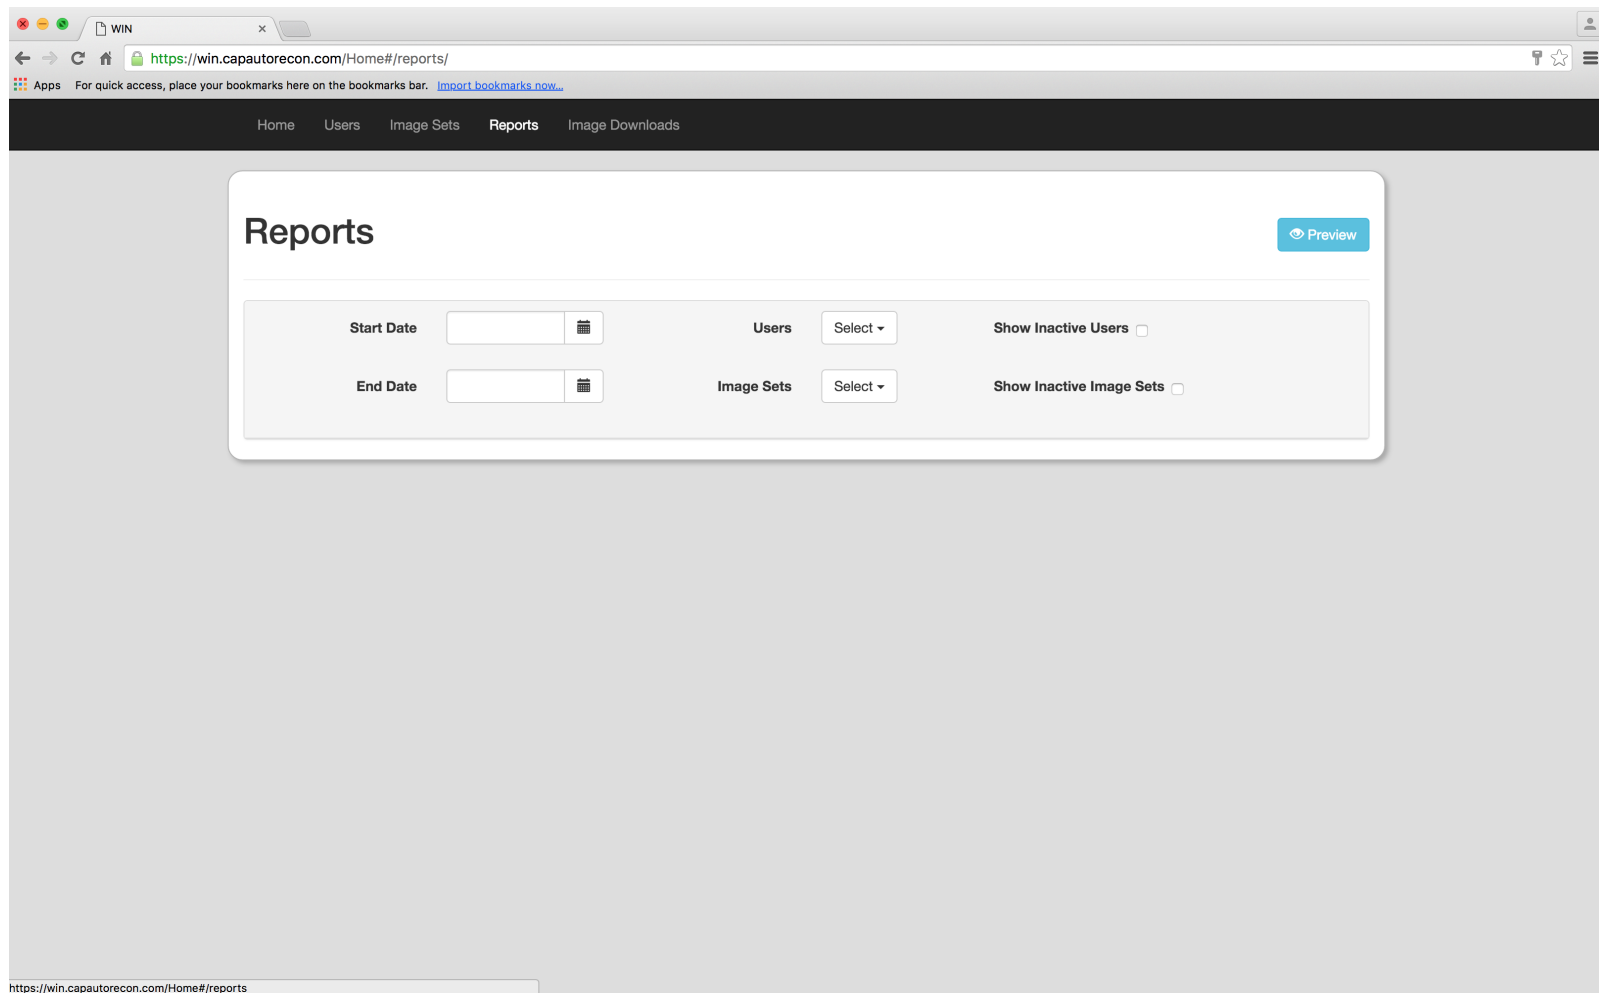 WIN
https://win.capautorecon.com/Home#/reports/
Apps For quick access, place your bookmarks here on the bookmarks bar. Import bookmarks now...
Home Users Image Sets Reports Image Downloads
Reports
Preview
Start Date Users Select Show Inactive Users
End Date Image Sets Select Show Inactive Image Sets
https://win.capautorecon.com/Home#/reports